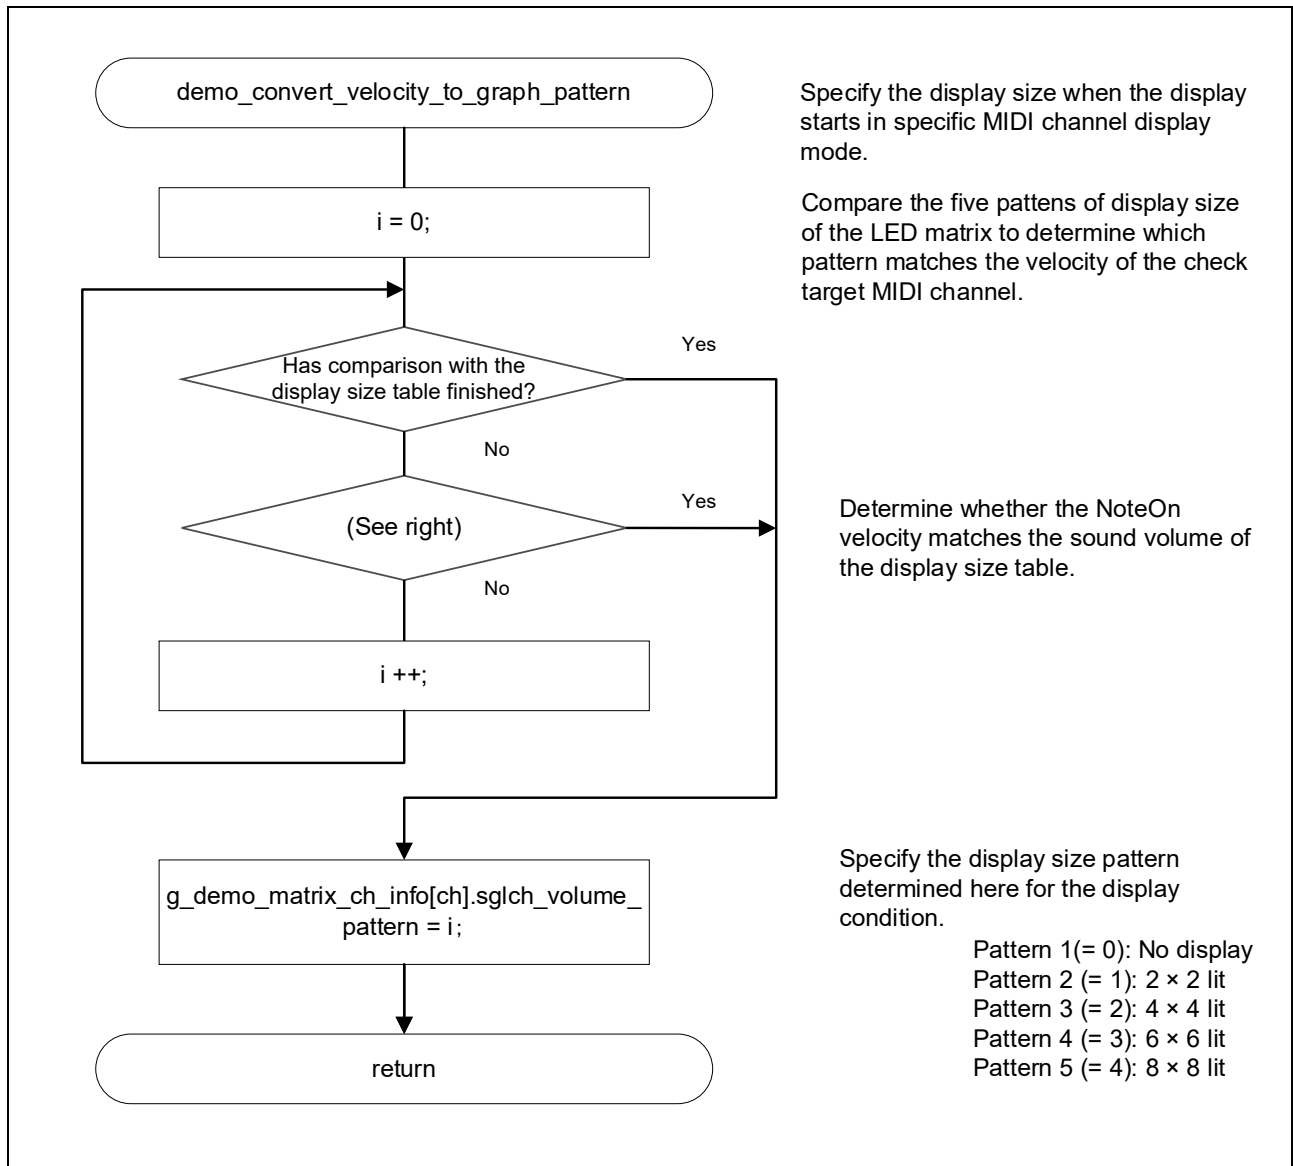 demo_convert_velocity_to_graph_pattern
Specify the display size when the display
starts in specific MIDI channel display
mode.
i = 0;
Compare the five pattens of display size
of the LED matrix to determine which
pattern matches the velocity of the check
target MIDI channel.
Has comparison with the
display size table finished?
Yes
No
(See right)
Yes
Determine whether the NoteOn
velocity matches the sound volume of
the display size table.
No
i ++;
g_demo_matrix_ch_info[ch].sglch_volume_
pattern = i;
Specify the display size pattern
determined here for the display
condition.
Pattern 1(= 0): No display
Pattern 2 (= 1): 2 × 2 lit
Pattern 3 (= 2): 4 × 4 lit
Pattern 4 (= 3): 6 × 6 lit
Pattern 5 (= 4): 8 × 8 lit
return